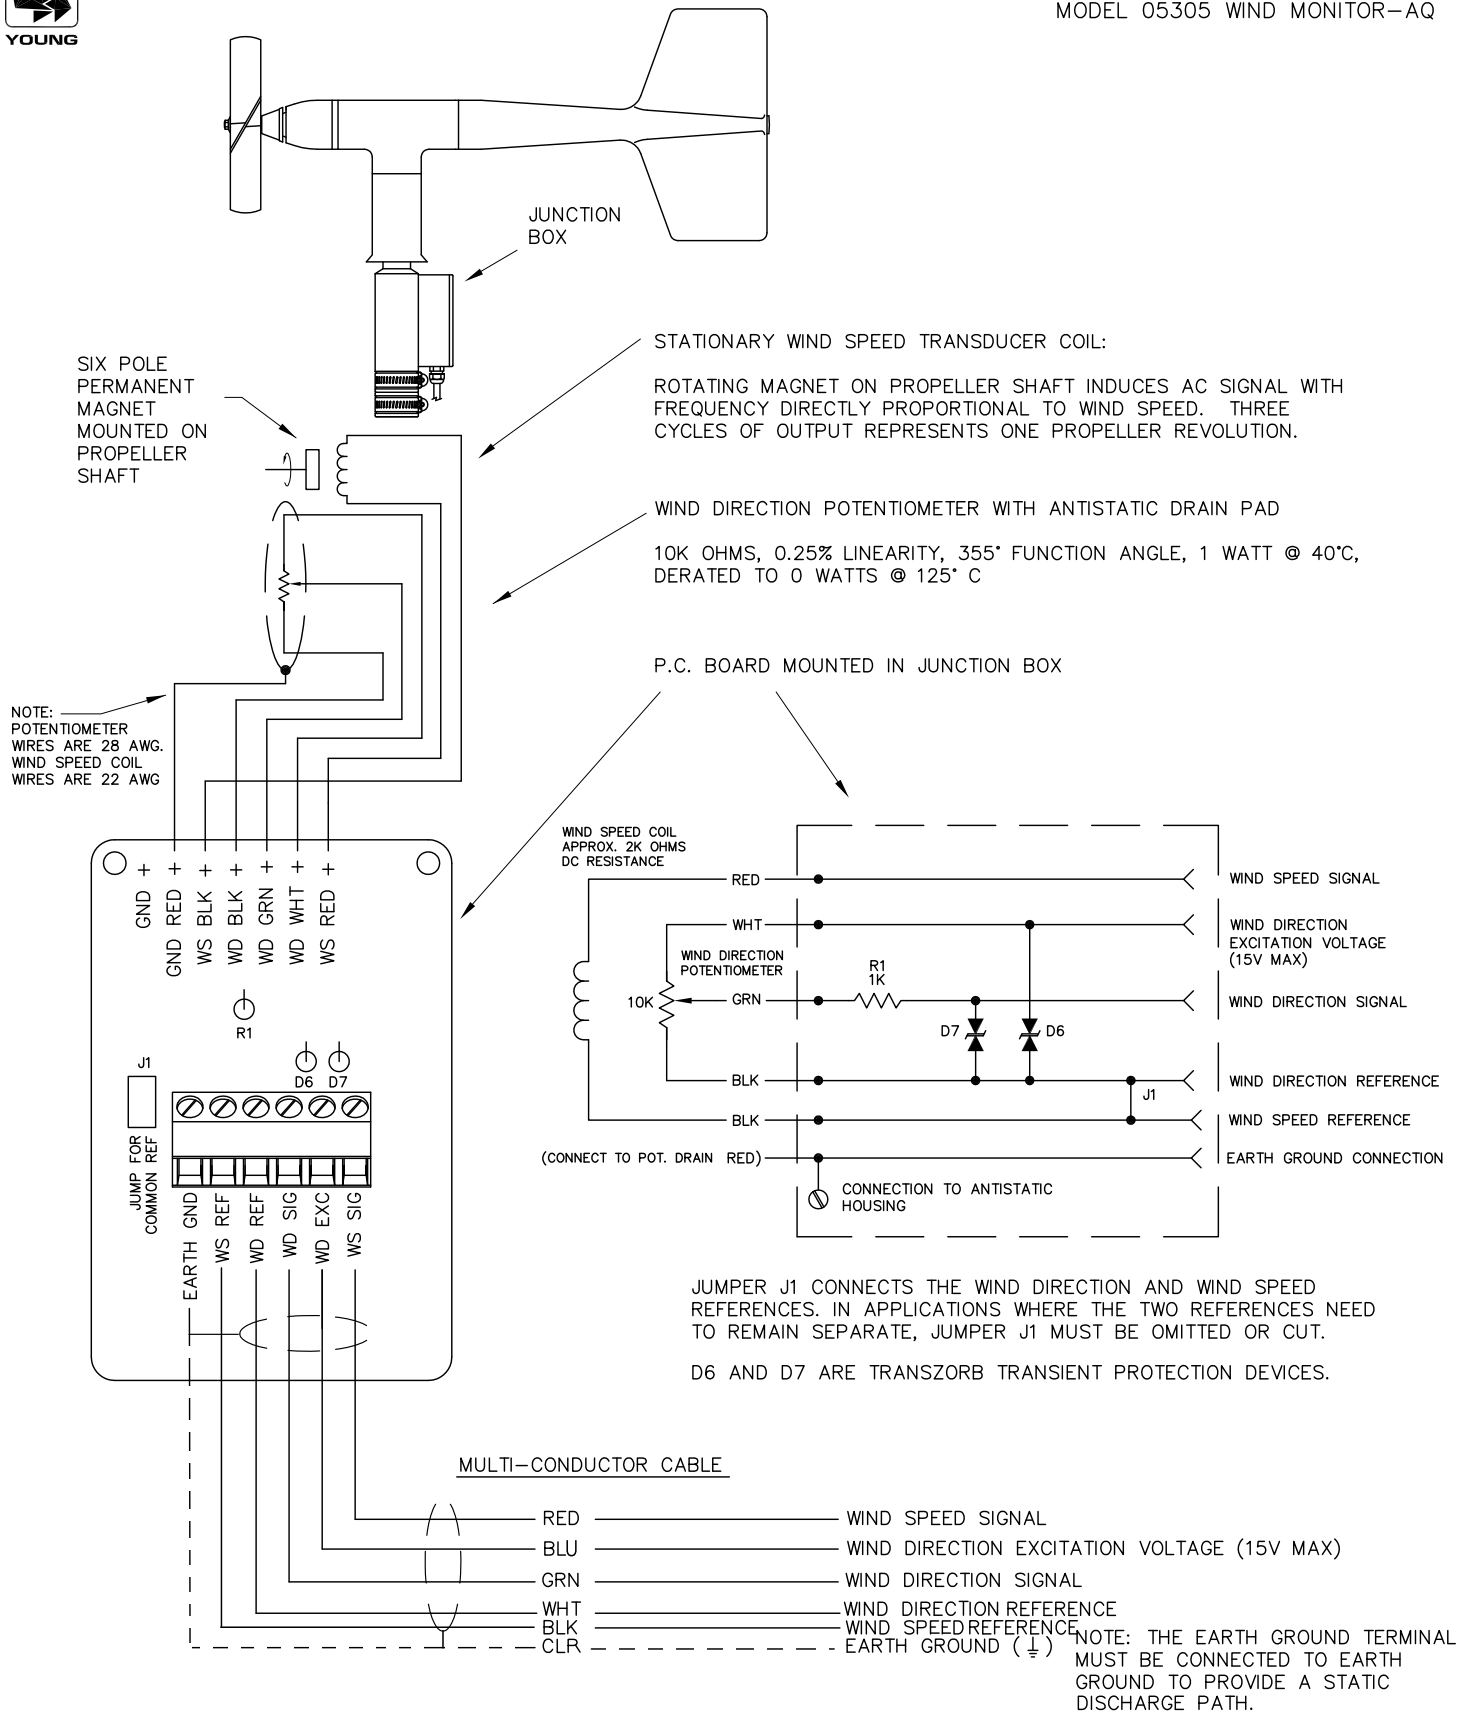 YOUNG
MODEL 05305 WIND MONITOR-AQ
JUNCTION
BOX
SIX POLE
PERMANENT
MAGNET
MOUNTED ON
PROPELLER
SHAFT
STATIONARY WIND SPEED TRANSDUCER COIL:
ROTATING MAGNET ON PROPELLER SHAFT INDUCES AC SIGNAL WITH
FREQUENCY DIRECTLY PROPORTIONAL TO WIND SPEED. THREE
CYCLES OF OUTPUT REPRESENTS ONE PROPELLER REVOLUTION.
WIND DIRECTION POTENTIOMETER WITH ANTISTATIC DRAIN PAD
10K OHMS, 0.25% LINEARITY, 355° FUNCTION ANGLE, 1 WATT @ 40°C,
DERATED TO 0 WATTS @ 125° C
P.C. BOARD MOUNTED IN JUNCTION BOX
NOTE:
POTENTIOMETER
WIRES ARE 28 AWG.
WIND SPEED COIL
WIRES ARE 22 AWG
GND +
GND RED +
WS BLK +
WD BLK +
WD GRN +
WD WHT +
WS RED +
R1
J1
D6 D7
JUMP FOR
COMMON REF
EARTH GND
WS REF
WD REF
WD SIG
WD EXC
WS SIG
WIND SPEED COIL
APPROX. 2K OHMS
DC RESISTANCE
RED
WIND SPEED SIGNAL
WHT
WIND DIRECTION
EXCITATION VOLTAGE
(15V MAX)
WIND DIRECTION
POTENTIOMETER
10K
GRN
R1
1K
WIND DIRECTION SIGNAL
D7
D6
BLK
WIND DIRECTION REFERENCE
J1
BLK
WIND SPEED REFERENCE
(CONNECT TO POT. DRAIN RED)
EARTH GROUND CONNECTION
CONNECTION TO ANTISTATIC
HOUSING
JUMPER J1 CONNECTS THE WIND DIRECTION AND WIND SPEED
REFERENCES. IN APPLICATIONS WHERE THE TWO REFERENCES NEED
TO REMAIN SEPARATE, JUMPER J1 MUST BE OMITTED OR CUT.
D6 AND D7 ARE TRANSZORB TRANSIENT PROTECTION DEVICES.
MULTI-CONDUCTOR CABLE
RED WIND SPEED SIGNAL
BLU WIND DIRECTION EXCITATION VOLTAGE (15V MAX)
GRN WIND DIRECTION SIGNAL
WHT WIND DIRECTION REFERENCE
BLK WIND SPEED REFERENCE
CLR EARTH GROUND (⏚)
NOTE: THE EARTH GROUND TERMINAL
MUST BE CONNECTED TO EARTH
GROUND TO PROVIDE A STATIC
DISCHARGE PATH.